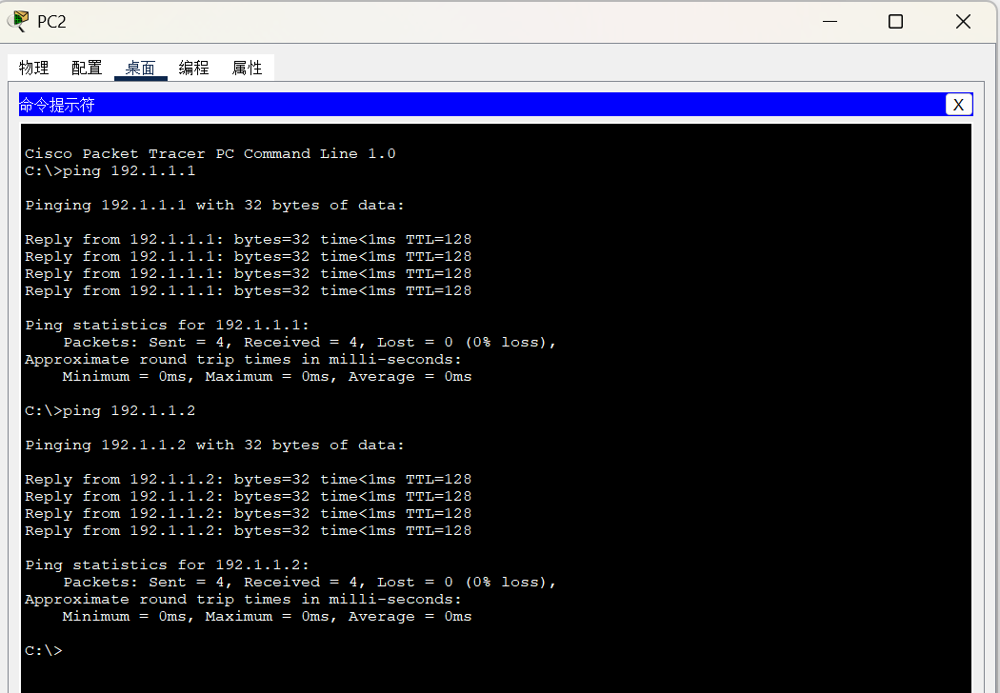 PC2
物理 配置 桌面 编程 属性
命令提示符
X
Cisco Packet Tracer PC Command Line 1.0
C:\>ping 192.1.1.1
Pinging 192.1.1.1 with 32 bytes of data:
Reply from 192.1.1.1: bytes=32 time<1ms TTL=128
Reply from 192.1.1.1: bytes=32 time<1ms TTL=128
Reply from 192.1.1.1: bytes=32 time<1ms TTL=128
Reply from 192.1.1.1: bytes=32 time<1ms TTL=128
Ping statistics for 192.1.1.1:
Packets: Sent = 4, Received = 4, Lost = 0 (0% loss),
Approximate round trip times in milli-seconds:
Minimum = 0ms, Maximum = 0ms, Average = 0ms
C:\>ping 192.1.1.2
Pinging 192.1.1.2 with 32 bytes of data:
Reply from 192.1.1.2: bytes=32 time<1ms TTL=128
Reply from 192.1.1.2: bytes=32 time<1ms TTL=128
Reply from 192.1.1.2: bytes=32 time<1ms TTL=128
Reply from 192.1.1.2: bytes=32 time<1ms TTL=128
Ping statistics for 192.1.1.2:
Packets: Sent = 4, Received = 4, Lost = 0 (0% loss),
Approximate round trip times in milli-seconds:
Minimum = 0ms, Maximum = 0ms, Average = 0ms
C:\>